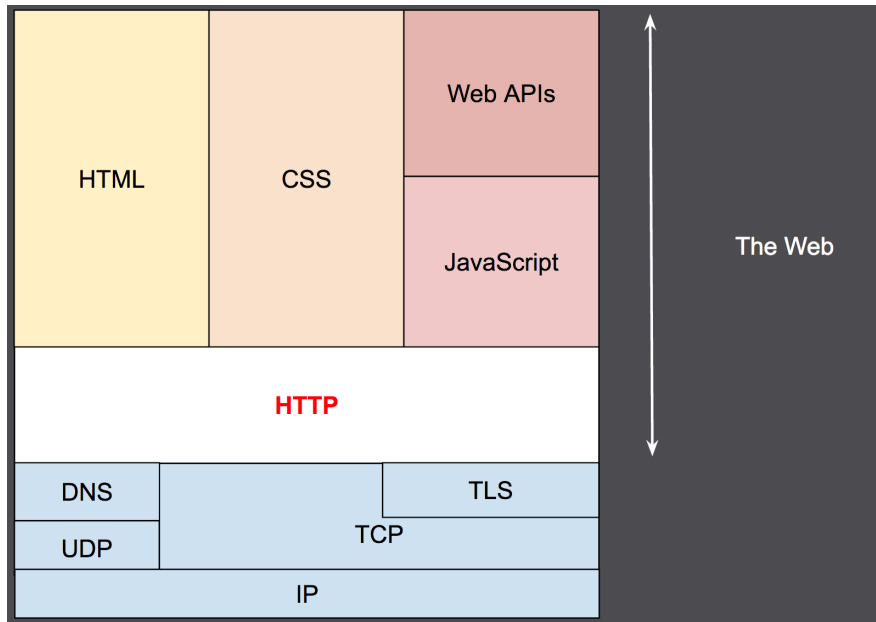 Web APIs
HTML
CSS
The Web
JavaScript
HTTP
DNS
TLS
TCP
UDP
IP